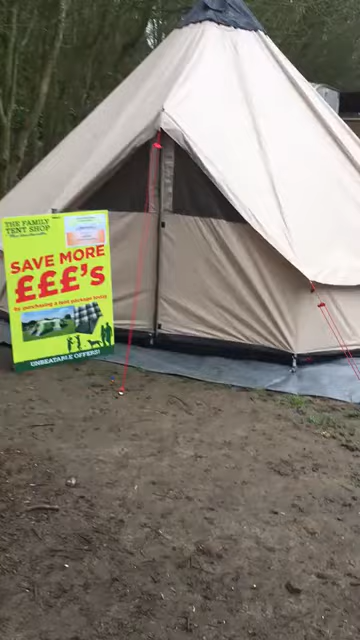 THE FAMILY
TENT SHOP
SAVE MORE
£££'s
by purchasing a tent package today
UNBEATABLE OFFERS!